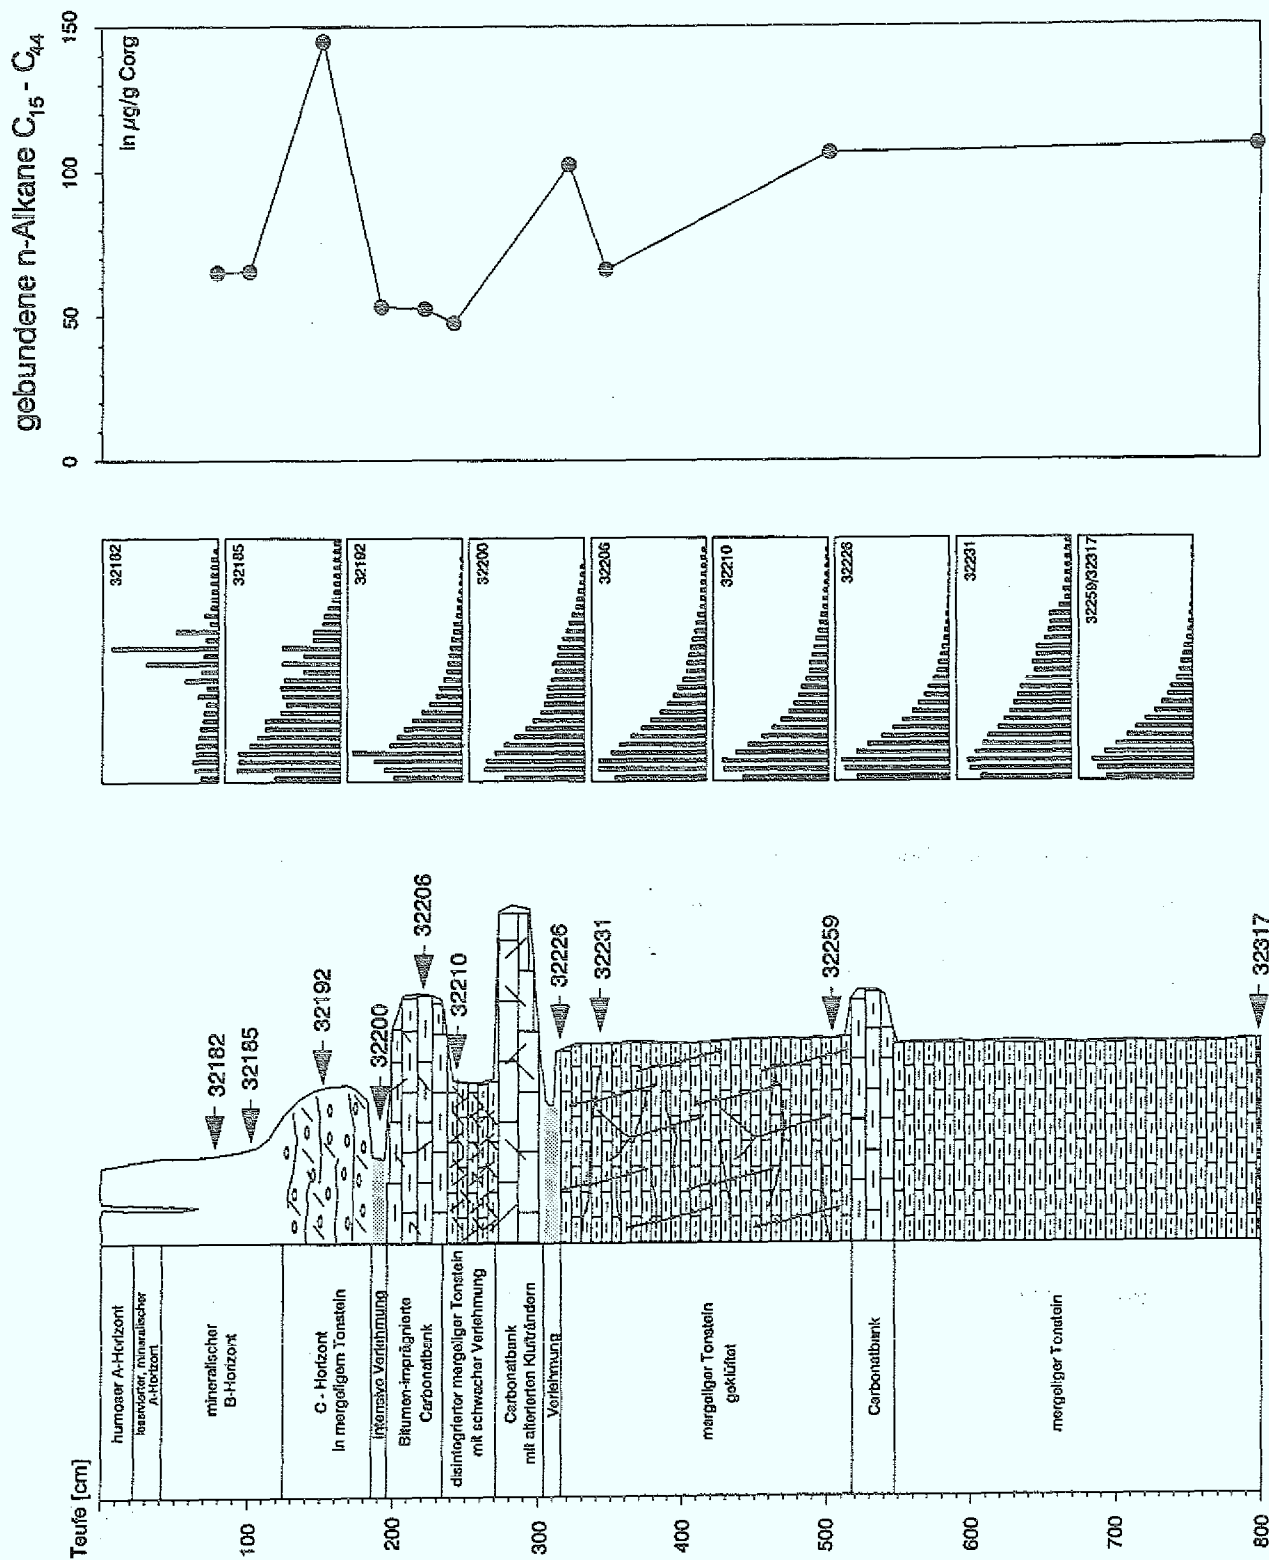 gebundene n-Alkane C15 - C44
0
50
100
150
in µg/g Corg
32182
32185
32192
32200
32206
32210
32226
32231
32259/32317
32182
32185
32192
32200
32206
32210
32226
32231
32259
32317
humoser A-Horizont
lessivierter, mineralischer
A-Horizont
mineralischer
B-Horizont
C - Horizont
in mergeligem Tonstein
intensive Verlehmung
Bitumen-imprägnierte
Carbonatbank
disintegrierter mergeliger Tonstein
mit schwacher Verlehmung
Carbonatbank
mit alterierten Kufträndern
Verlehmung
mergeliger Tonstein
geklüftet
Carbonatbank
mergeliger Tonstein
Teufe [cm]
100
200
300
400
500
600
700
800